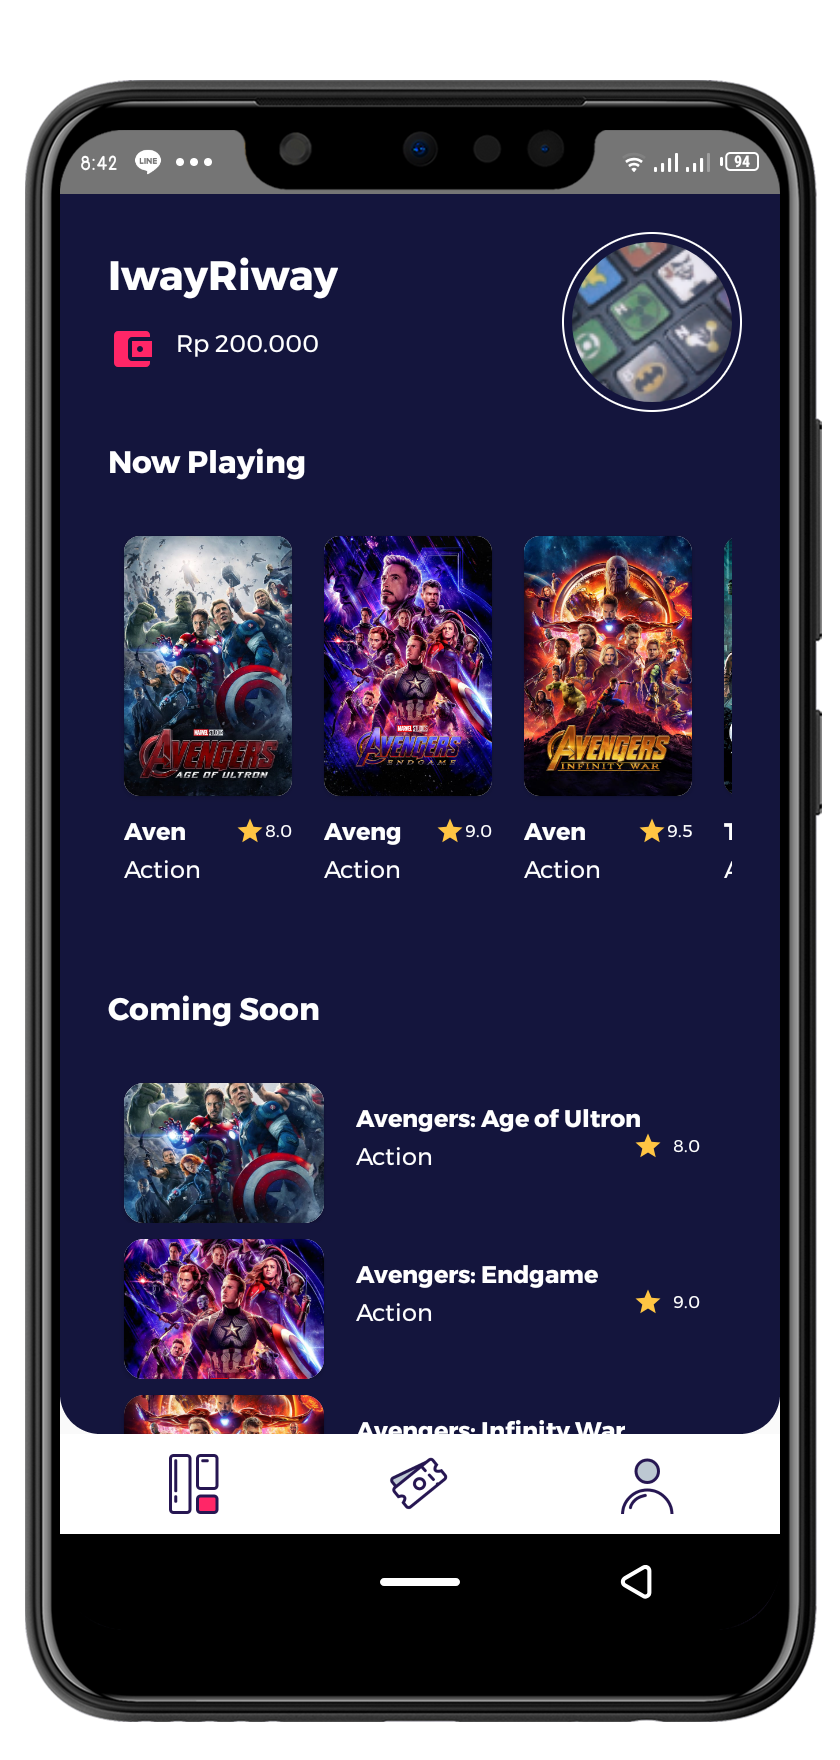 8:42
LINE
94
IwayRiway
Rp 200.000
Now Playing
MARVEL STUDIOS
AVENGERS
AGE OF ULTRON
MARVEL STUDIOS
AVENGERS
ENDGAME
AVENGERS
INFINITY WAR
Aven 8.0
Action
Aveng 9.0
Action
Aven 9.5
Action
T
A
Coming Soon
Avengers: Age of Ultron
Action
8.0
Avengers: Endgame
Action
9.0
Avengers: Infinity War